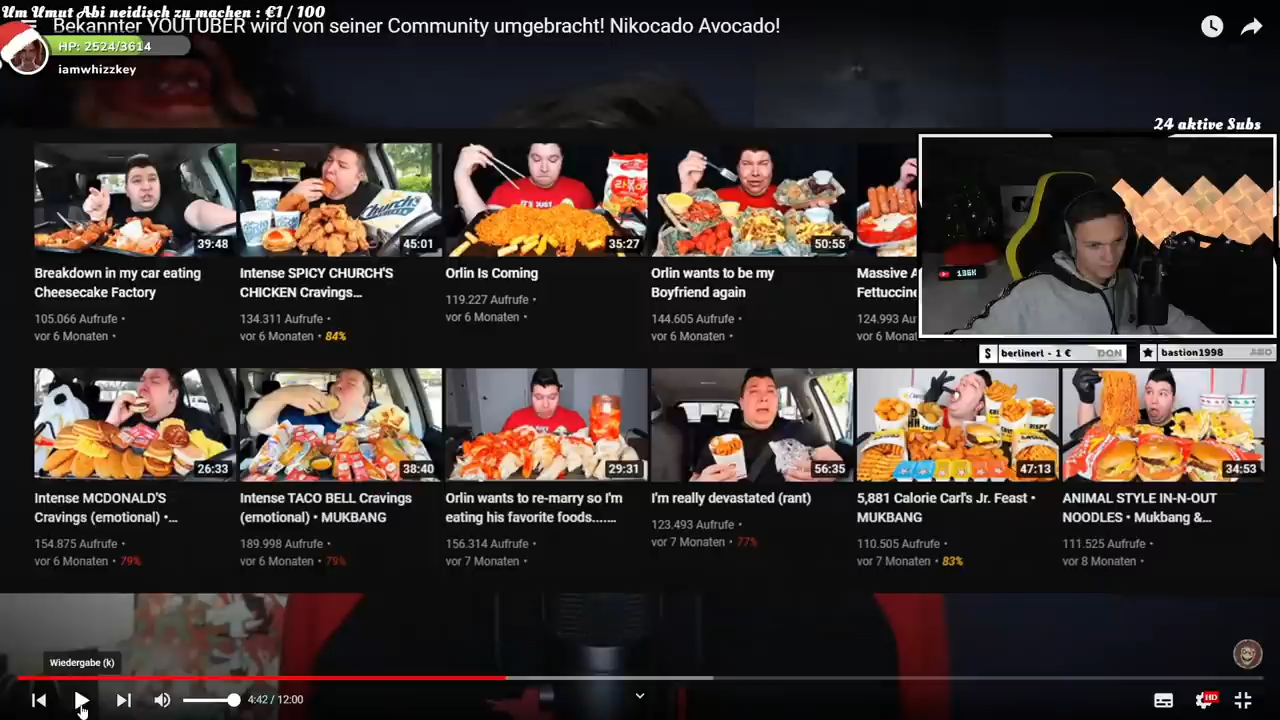 Um Umut Abi neidisch zu machen : €1 / 100
Bekannter YOUTUBER wird von seiner Community umgebracht! Nikocado Avocado!
HP: 2524/3614
iamwhizzkey
24 aktive Subs
39:48
45:01
35:27
50:55
Breakdown in my car eating
Cheesecake Factory
105.066 Aufrufe •
vor 6 Monaten •
Intense SPICY CHURCH'S
CHICKEN Cravings...
134.311 Aufrufe •
vor 6 Monaten • 84%
Orlin Is Coming
119.227 Aufrufe •
vor 6 Monaten •
Orlin wants to be my
Boyfriend again
144.605 Aufrufe •
vor 6 Monaten •
Massive A
Fettuccine
124.993 Au
vor 6 Mona
$ berlinerl - 1 € DON
bastion1998 ABO
26:33
38:40
29:31
56:35
47:13
34:53
Intense MCDONALD'S
Cravings (emotional) •...
154.875 Aufrufe •
vor 6 Monaten • 79%
Intense TACO BELL Cravings
(emotional) • MUKBANG
189.998 Aufrufe •
vor 6 Monaten • 79%
Orlin wants to re-marry so I'm
eating his favorite foods......
156.314 Aufrufe •
vor 7 Monaten •
I'm really devastated (rant)
123.493 Aufrufe •
vor 7 Monaten • 77%
5,881 Calorie Carl's Jr. Feast •
MUKBANG
110.505 Aufrufe •
vor 7 Monaten • 83%
ANIMAL STYLE IN-N-OUT
NOODLES • Mukbang &...
111.525 Aufrufe •
vor 8 Monaten •
Wiedergabe (k)
4:42 / 12:00
HD